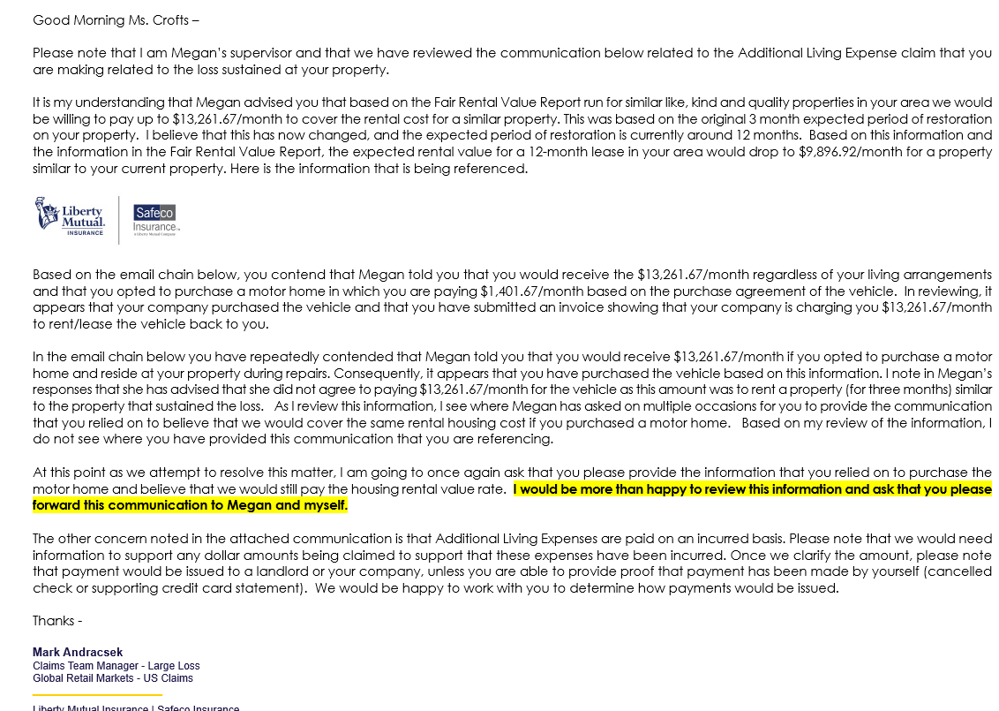 Good Morning Ms. Crofts –
Please note that I am Megan's supervisor and that we have reviewed the communication below related to the Additional Living Expense claim that you
are making related to the loss sustained at your property.
It is my understanding that Megan advised you that based on the Fair Rental Value Report run for similar like, kind and quality properties in your area we would
be willing to pay up to $13,261.67/month to cover the rental cost for a similar property. This was based on the original 3 month expected period of restoration
on your property.  I believe that this has now changed, and the expected period of restoration is currently around 12 months.  Based on this information and
the information in the Fair Rental Value Report, the expected rental value for a 12-month lease in your area would drop to $9,896.92/month for a property
similar to your current property. Here is the information that is being referenced.
Liberty
Mutual.
INSURANCE
Safeco
Insurance™
A Liberty Mutual Company
Based on the email chain below, you contend that Megan told you that you would receive the $13,261.67/month regardless of your living arrangements
and that you opted to purchase a motor home in which you are paying $1,401.67/month based on the purchase agreement of the vehicle.  In reviewing, it
appears that your company purchased the vehicle and that you have submitted an invoice showing that your company is charging you $13,261.67/month
to rent/lease the vehicle back to you.
In the email chain below you have repeatedly contended that Megan told you that you would receive $13,261.67/month if you opted to purchase a motor
home and reside at your property during repairs. Consequently, it appears that you have purchased the vehicle based on this information. I note in Megan's
responses that she has advised that she did not agree to paying $13,261.67/month for the vehicle as this amount was to rent a property (for three months) similar
to the property that sustained the loss.   As I review this information, I see where Megan has asked on multiple occasions for you to provide the communication
that you relied on to believe that we would cover the same rental housing cost if you purchased a motor home.   Based on my review of the information, I
do not see where you have provided this communication that you are referencing.
At this point as we attempt to resolve this matter, I am going to once again ask that you please provide the information that you relied on to purchase the
motor home and believe that we would still pay the housing rental value rate.  I would be more than happy to review this information and ask that you please
forward this communication to Megan and myself.
The other concern noted in the attached communication is that Additional Living Expenses are paid on an incurred basis. Please note that we would need
information to support any dollar amounts being claimed to support that these expenses have been incurred. Once we clarify the amount, please note
that payment would be issued to a landlord or your company, unless you are able to provide proof that payment has been made by yourself (cancelled
check or supporting credit card statement).  We would be happy to work with you to determine how payments would be issued.
Thanks -
Mark Andracsek
Claims Team Manager - Large Loss
Global Retail Markets - US Claims
Liberty Mutual Insurance | Safeco Insurance